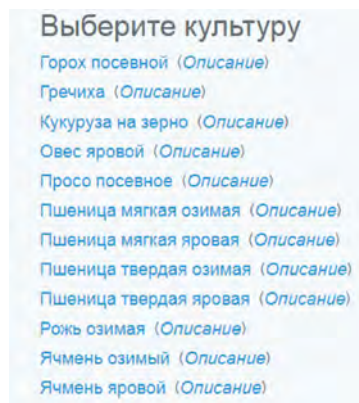 Выберите культуру
Горох посевной (Описание)
Гречиха (Описание)
Кукуруза на зерно (Описание)
Овес яровой (Описание)
Просо посевное (Описание)
Пшеница мягкая озимая (Описание)
Пшеница мягкая яровая (Описание)
Пшеница твердая озимая (Описание)
Пшеница твердая яровая (Описание)
Рожь озимая (Описание)
Ячмень озимый (Описание)
Ячмень яровой (Описание)